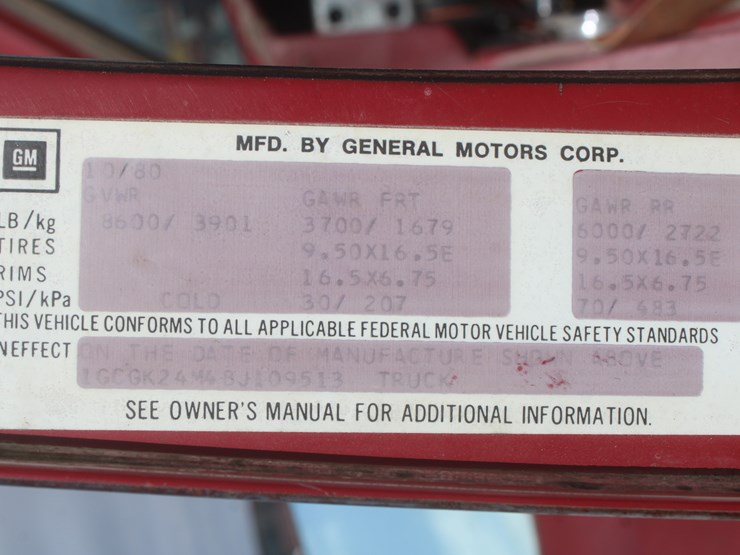 MFD. BY GENERAL MOTORS CORP.
GM
10/80
GVWR GAWR FRT GAWR RR
LB/kg 8600/ 3901 3700/ 1679 6000/ 2722
TIRES 9.50X16.5E 9.50X16.5E
RIMS 16.5X6.75 16.5X6.75
PSI/kPa COLD 30/ 207 70/ 483
THIS VEHICLE CONFORMS TO ALL APPLICABLE FEDERAL MOTOR VEHICLE SAFETY STANDARDS
IN EFFECT ON THE DATE OF MANUFACTURE SHOWN ABOVE
TRUCK
SEE OWNER'S MANUAL FOR ADDITIONAL INFORMATION.